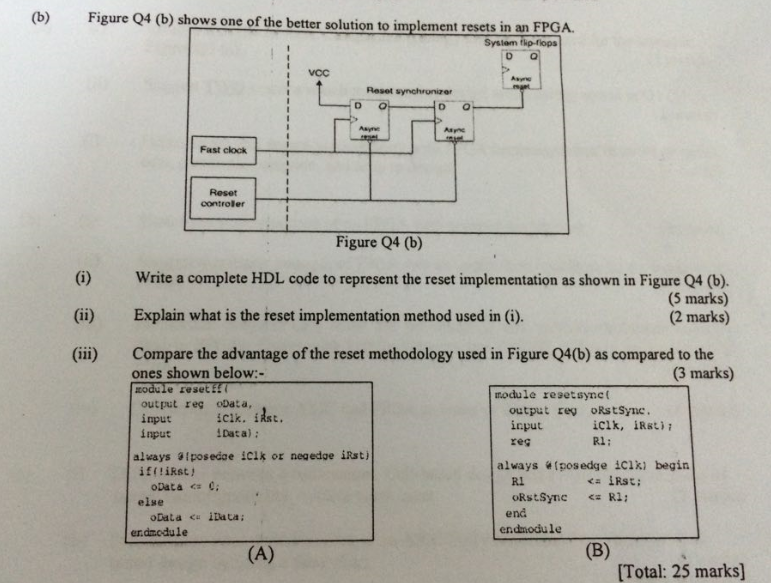 (b) Figure Q4 (b) shows one of the better solution to implement resets in an FPGA.
System flip-flops
D Q
Async
reset
VCC
Reset synchronizer
D Q
Async
reset
D Q
Async
reset
Fast clock
Reset
controller
Figure Q4 (b)
(i) Write a complete HDL code to represent the reset implementation as shown in Figure Q4 (b).
(5 marks)
(ii) Explain what is the reset implementation method used in (i). (2 marks)
(iii) Compare the advantage of the reset methodology used in Figure Q4(b) as compared to the
ones shown below:- (3 marks)
module resetff(
output reg oData,
input iClk, iRst,
input iData);
always @(posedge iClk or negedge iRst)
if(!iRst)
oData <= 0;
else
oData <= iData;
endmodule
(A)
module resetsync(
output reg oRstSync,
input iClk, iRst);
reg R1;
always @(posedge iClk) begin
R1 <= iRst;
oRstSync <= R1;
end
endmodule
(B)
[Total: 25 marks]